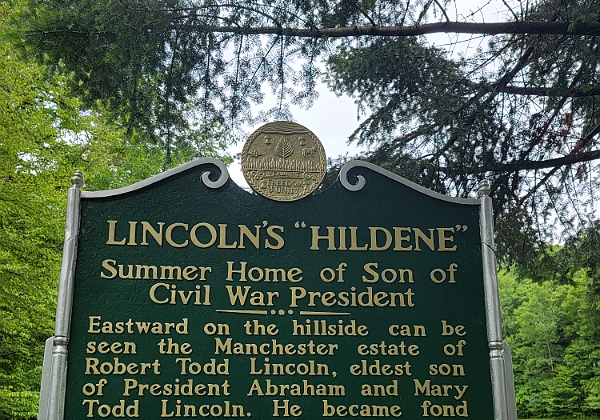 LINCOLN'S "HILDENE"
Summer Home of Son of
Civil War President
Eastward on the hillside can be
seen the Manchester estate of
Robert Todd Lincoln, eldest son
of President Abraham and Mary
Todd Lincoln. He became fond